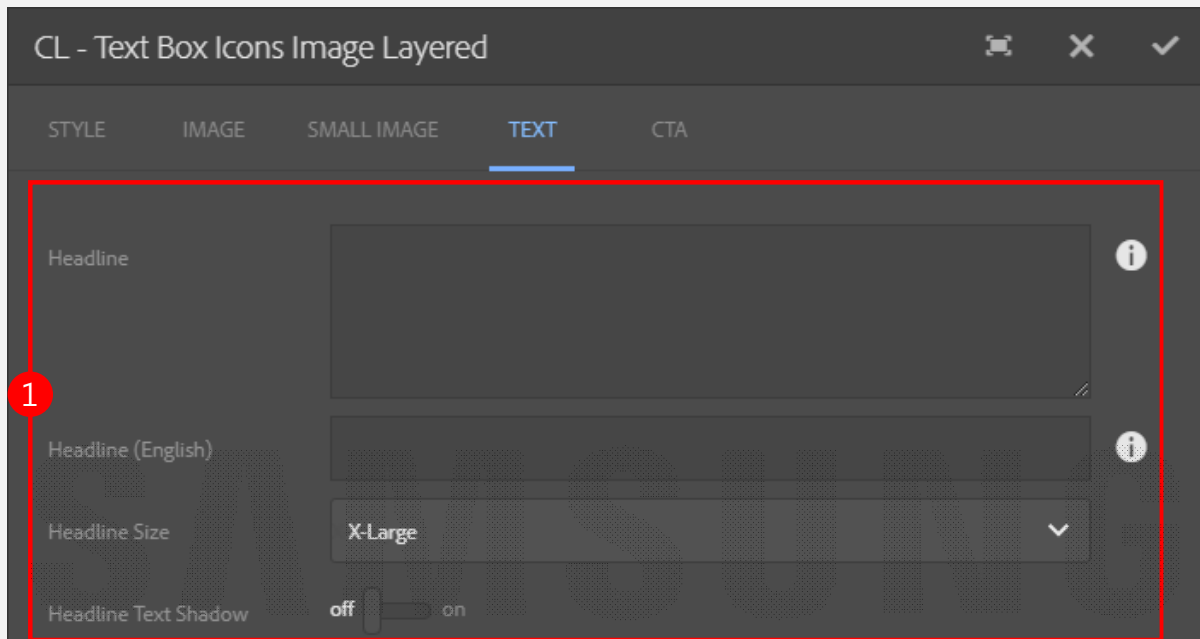 CL - Text Box Icons Image Layered
STYLE IMAGE SMALL IMAGE TEXT CTA
Headline
1
Headline (English)
SAMSUNG
Headline Size X-Large
Headline Text Shadow off on